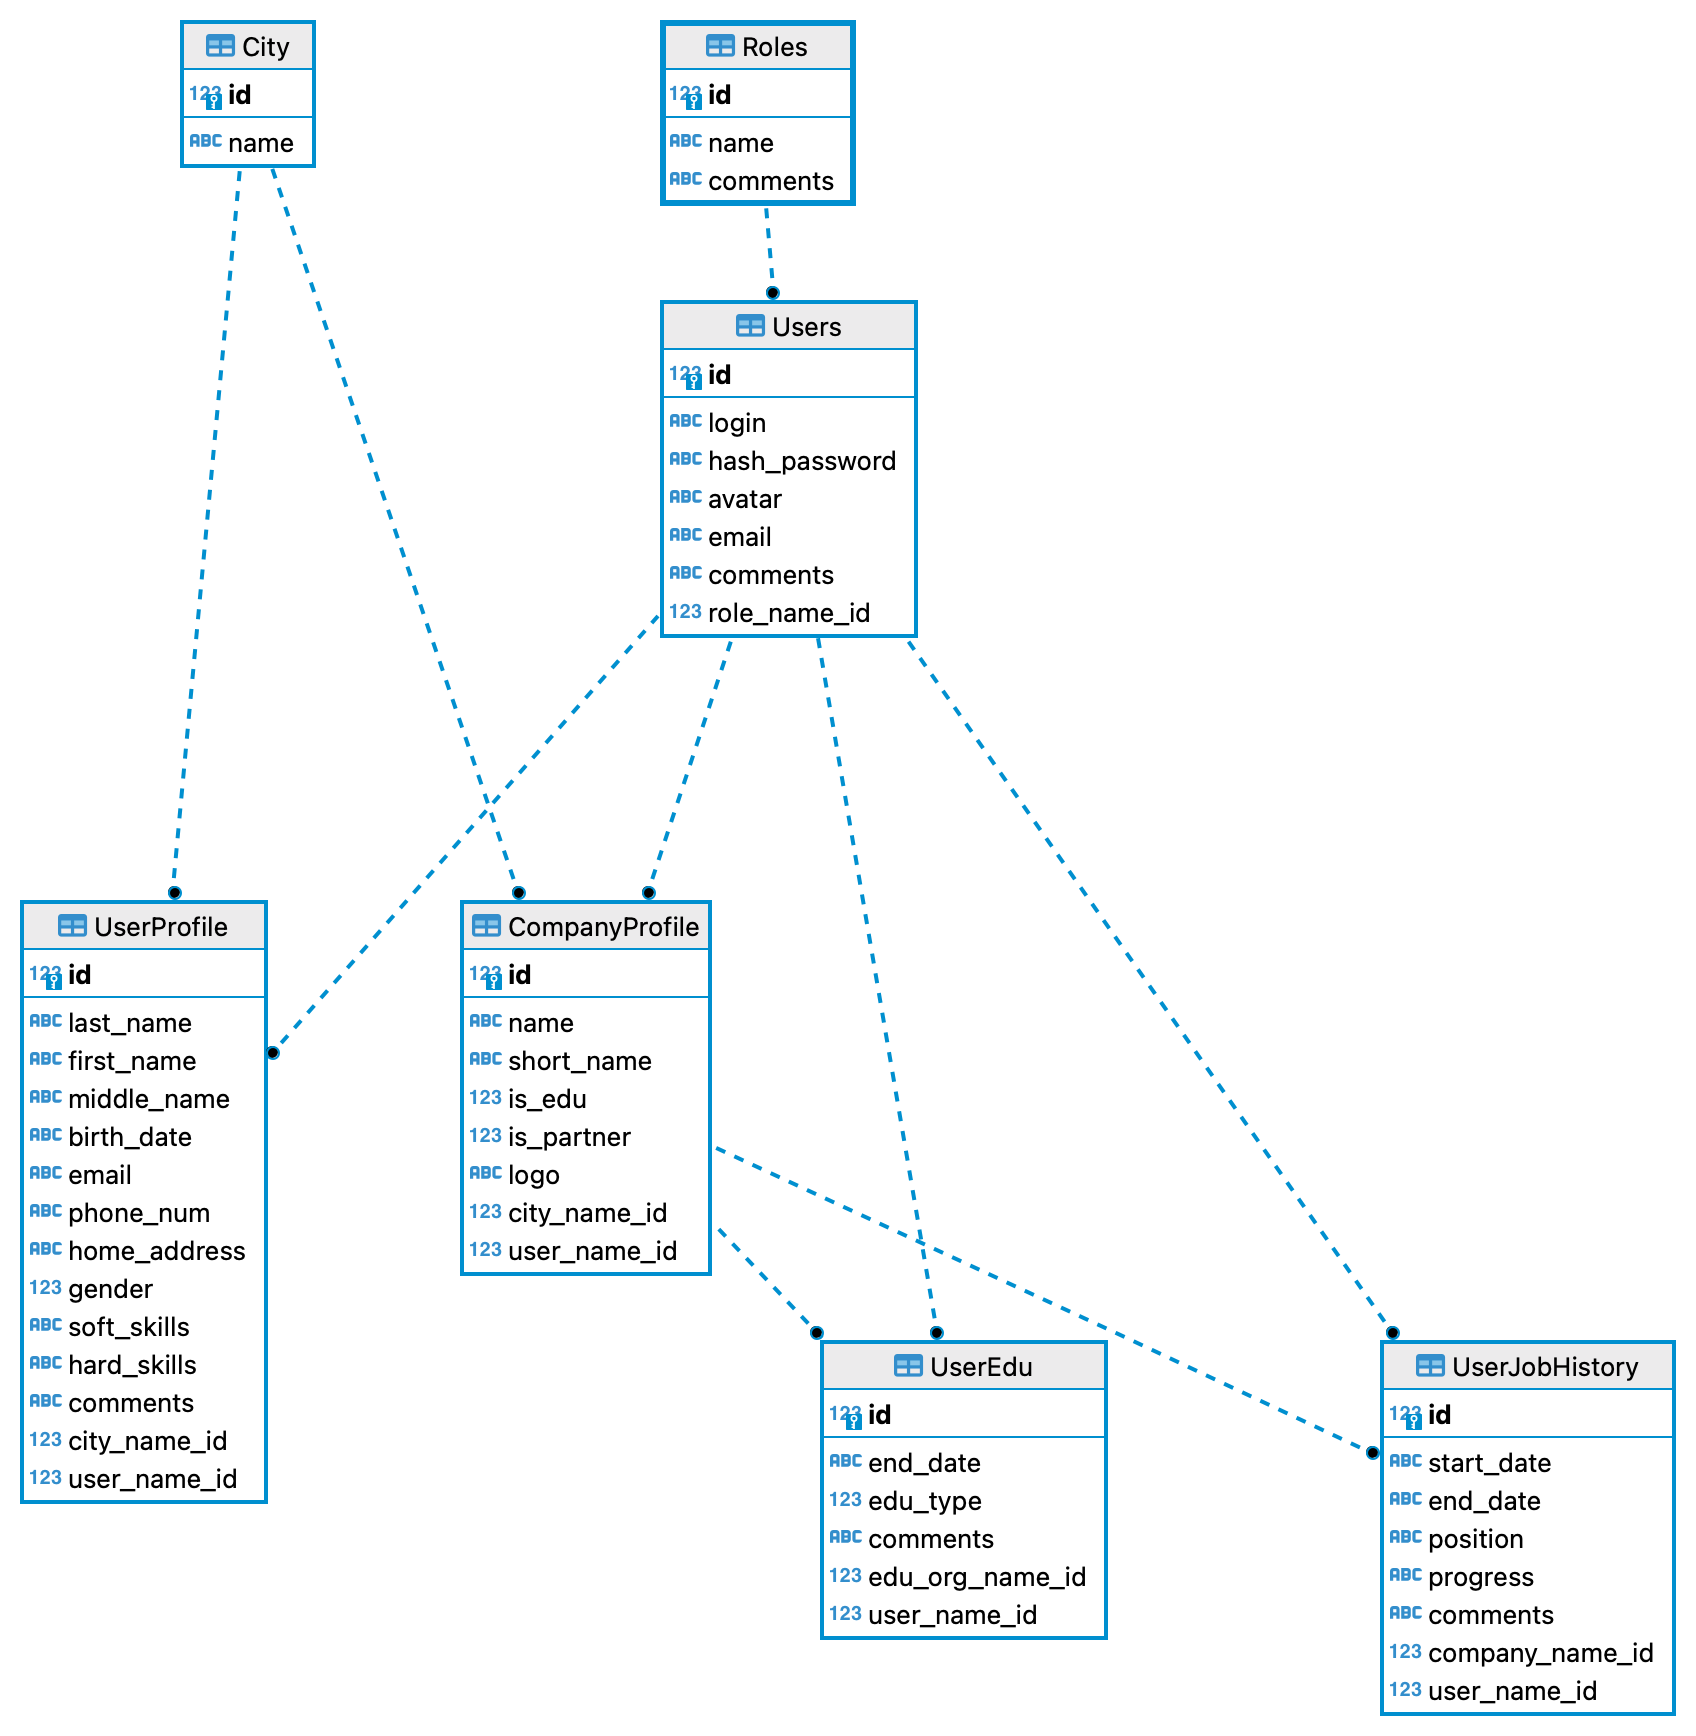 City
123 id
ABC name
Roles
123 id
ABC name
ABC comments
Users
123 id
ABC login
ABC hash_password
ABC avatar
ABC email
ABC comments
123 role_name_id
UserProfile
123 id
ABC last_name
ABC first_name
ABC middle_name
ABC birth_date
ABC email
ABC phone_num
ABC home_address
123 gender
ABC soft_skills
ABC hard_skills
ABC comments
123 city_name_id
123 user_name_id
CompanyProfile
123 id
ABC name
ABC short_name
123 is_edu
123 is_partner
ABC logo
123 city_name_id
123 user_name_id
UserEdu
123 id
ABC end_date
123 edu_type
ABC comments
123 edu_org_name_id
123 user_name_id
UserJobHistory
123 id
ABC start_date
ABC end_date
ABC position
ABC progress
ABC comments
123 company_name_id
123 user_name_id